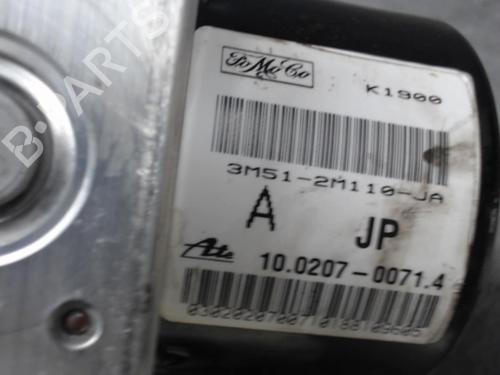 FoMoCo
K1900
3M51-2M110-JA
A JP
Ate 10.0207-0071.4
B-PARTS